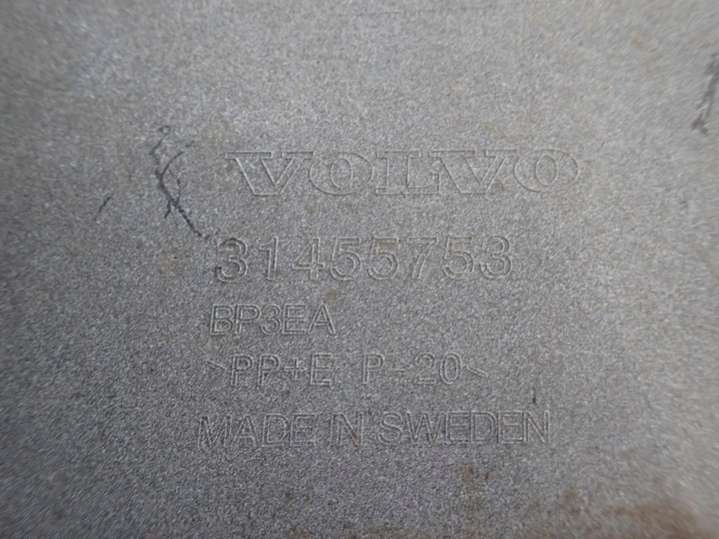 VOLVO
31455753
BP3EA
>PP+E P-20<
MADE IN SWEDEN